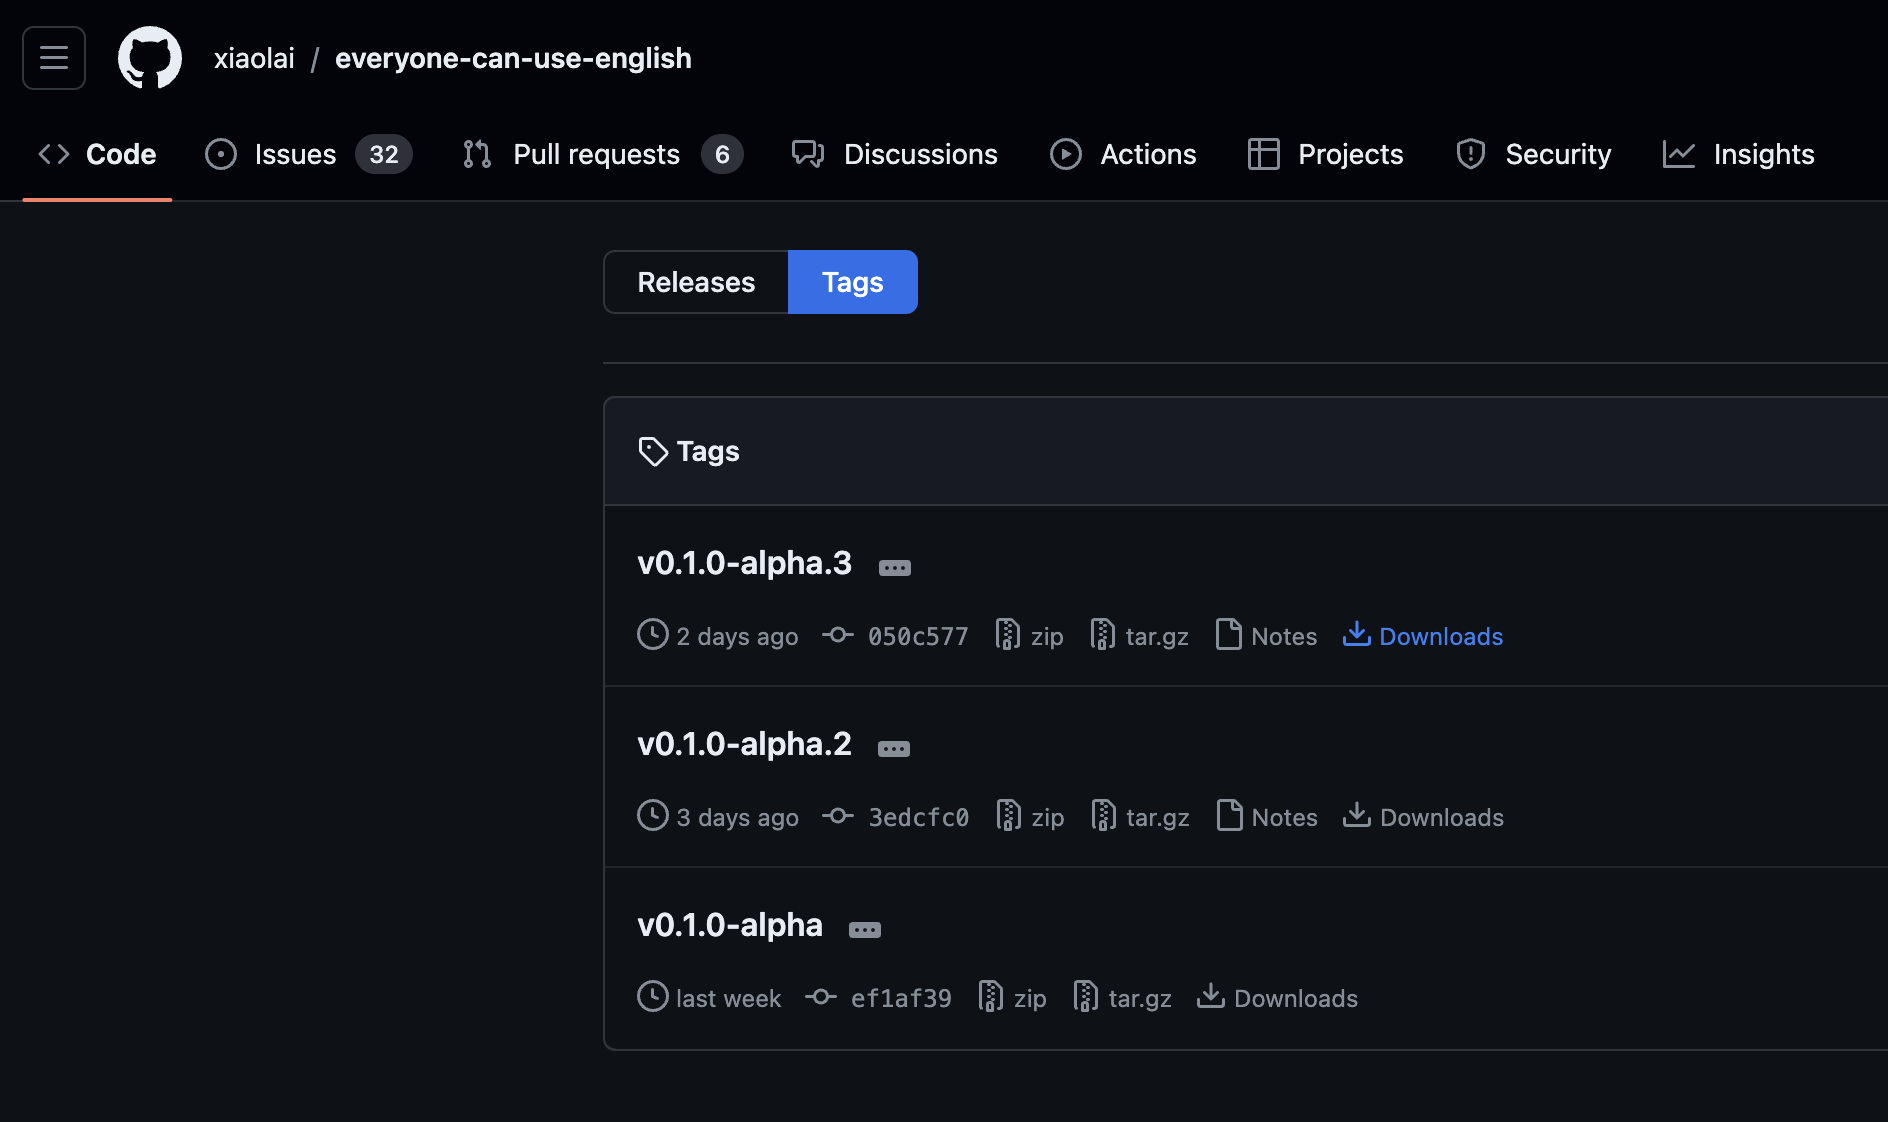 xiaolai / everyone-can-use-english
Code Issues 32 Pull requests 6 Discussions Actions Projects Security Insights
Releases Tags
Tags
v0.1.0-alpha.3
2 days ago 050c577 zip tar.gz Notes Downloads
v0.1.0-alpha.2
3 days ago 3edcfc0 zip tar.gz Notes Downloads
v0.1.0-alpha
last week ef1af39 zip tar.gz Downloads